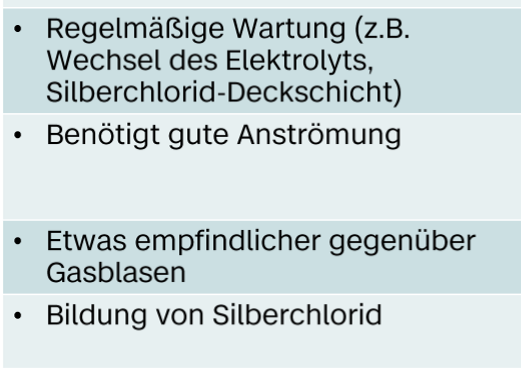 • Regelmäßige Wartung (z.B.
Wechsel des Elektrolyts,
Silberchlorid-Deckschicht)
• Benötigt gute Anströmung
• Etwas empfindlicher gegenüber
Gasblasen
• Bildung von Silberchlorid